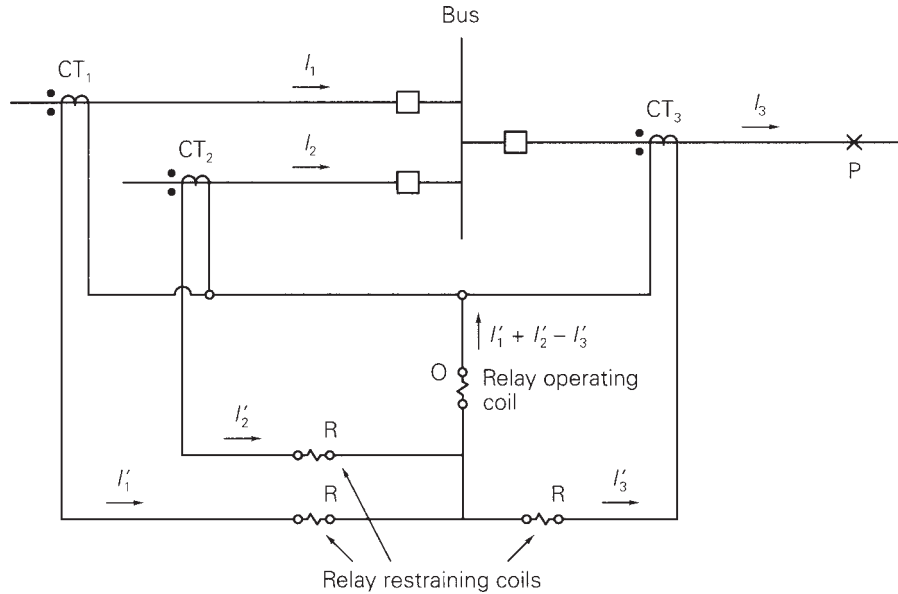 Bus
CT₁
I₁
CT₃
I₃
CT₂
I₂
P
I′₁ + I′₂ − I′₃
O
Relay operating
coil
I′₂
R
I′₁
R
R
I′₃
Relay restraining coils